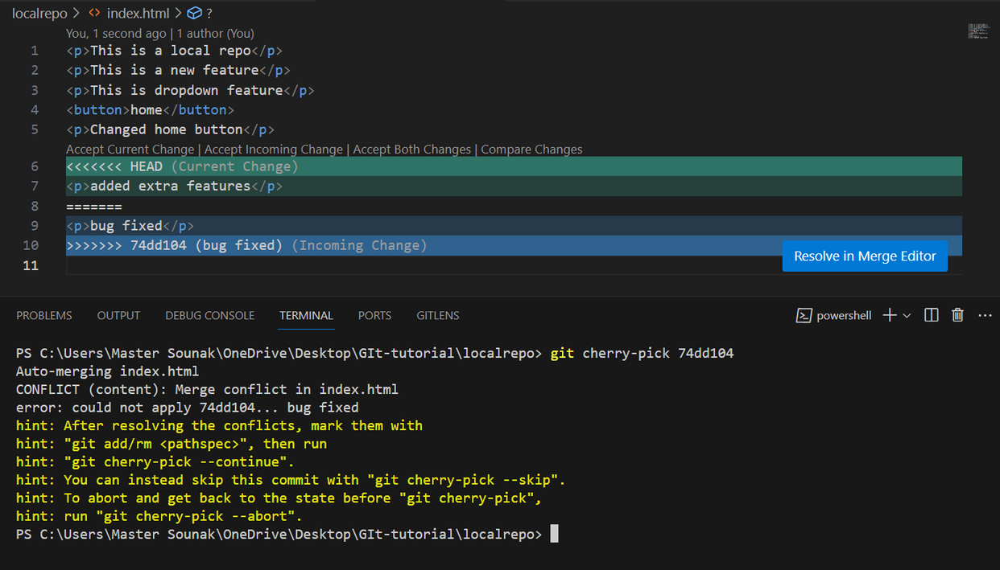 localrepo > <> index.html > ?
You, 1 second ago | 1 author (You)
1 <p>This is a local repo</p>
2 <p>This is a new feature</p>
3 <p>This is dropdown feature</p>
4 <button>home</button>
5 <p>Changed home button</p>
Accept Current Change | Accept Incoming Change | Accept Both Changes | Compare Changes
6 <<<<<<< HEAD (Current Change)
7 <p>added extra features</p>
8 =======
9 <p>bug fixed</p>
10 >>>>>>> 74dd104 (bug fixed) (Incoming Change)
Resolve in Merge Editor
11
PROBLEMS OUTPUT DEBUG CONSOLE TERMINAL PORTS GITLENS powershell
PS C:\Users\Master Sounak\OneDrive\Desktop\GIt-tutorial\localrepo> git cherry-pick 74dd104
Auto-merging index.html
CONFLICT (content): Merge conflict in index.html
error: could not apply 74dd104... bug fixed
hint: After resolving the conflicts, mark them with
hint: "git add/rm <pathspec>", then run
hint: "git cherry-pick --continue".
hint: You can instead skip this commit with "git cherry-pick --skip".
hint: To abort and get back to the state before "git cherry-pick",
hint: run "git cherry-pick --abort".
PS C:\Users\Master Sounak\OneDrive\Desktop\GIt-tutorial\localrepo>